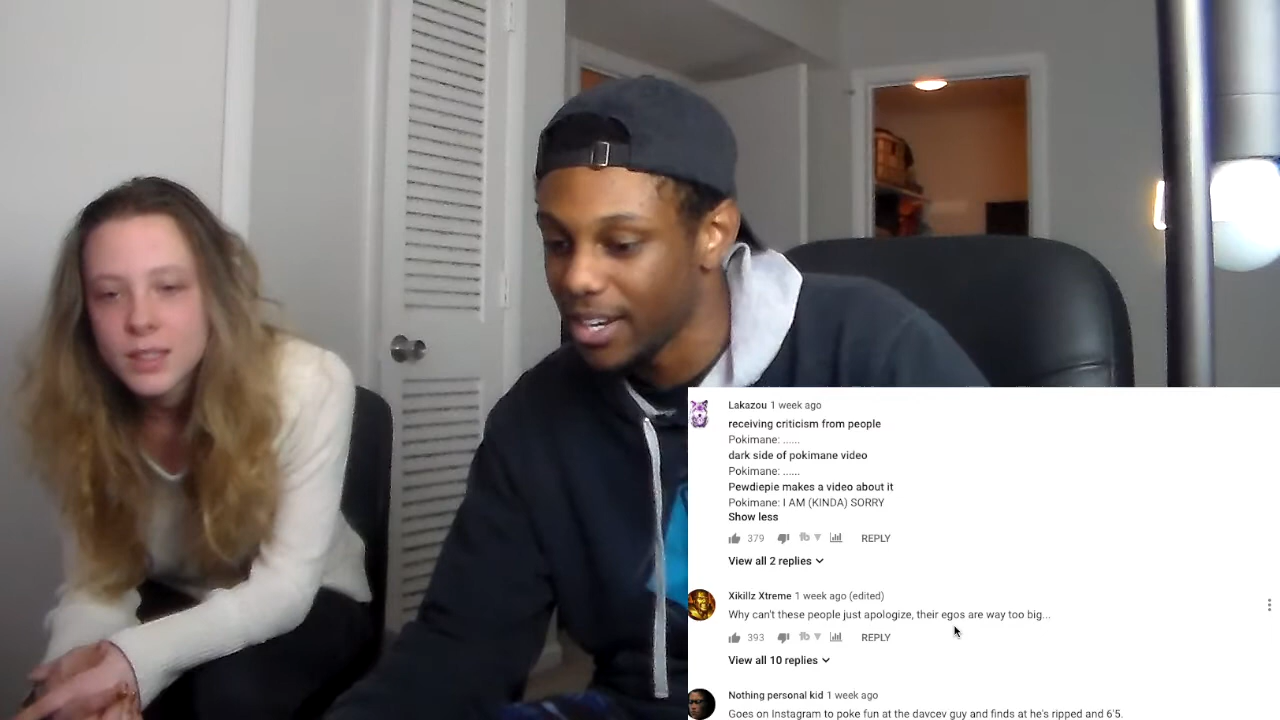 Lakazou 1 week ago
receiving criticism from people
Pokimane: ......
dark side of pokimane video
Pokimane: ......
Pewdiepie makes a video about it
Pokimane: I AM (KINDA) SORRY
Show less
379 REPLY
View all 2 replies
Xikillz Xtreme 1 week ago (edited)
Why can't these people just apologize, their egos are way too big...
393 REPLY
View all 10 replies
Nothing personal kid 1 week ago
Goes on Instagram to poke fun at the davcev guy and finds at he's ripped and 6'5.